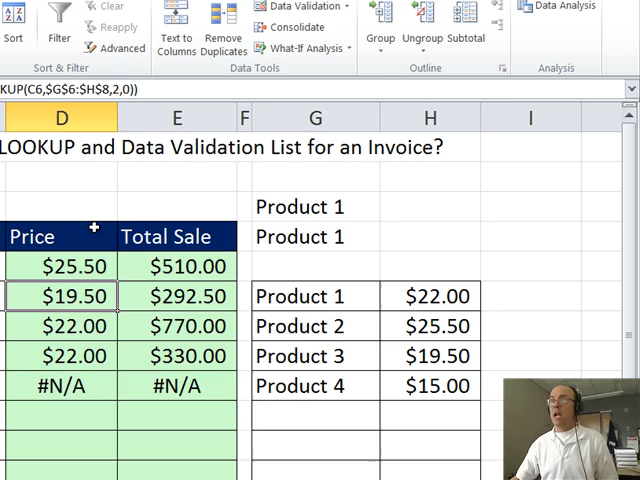 Clear
Reapply
Advanced
Sort
Filter
Sort & Filter
Text to
Columns
Remove
Duplicates
Data Validation
Consolidate
What-If Analysis
Data Tools
Group
Ungroup
Subtotal
Outline
Data Analysis
Analysis
KUP(C6,$G$6:$H$8,2,0))
D E F G H I
LOOKUP and Data Validation List for an Invoice?
Product 1
Price Total Sale Product 1
$25.50 $510.00
$19.50 $292.50 Product 1 $22.00
$22.00 $770.00 Product 2 $25.50
$22.00 $330.00 Product 3 $19.50
#N/A #N/A Product 4 $15.00